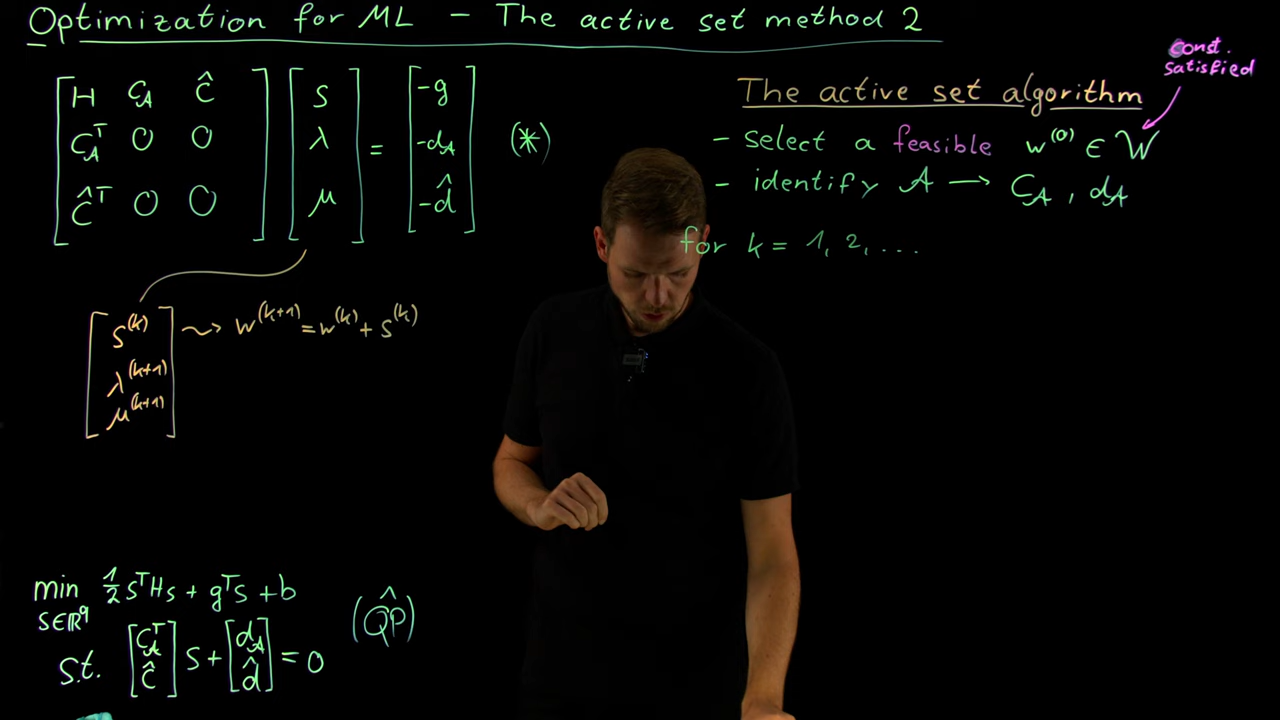 Optimization for ML – The active set method 2
const. satisfied
[H C_A Ĉ; C_A^T 0 0; Ĉ^T 0 0] [s; λ; μ] = [-g; -d_A; -d̂] (*)
The active set algorithm
- select a feasible w^(0) ∈ W
- identify A → C_A, d_A
for k = 1, 2, ...
[s^(k); λ^(k+1); μ^(k+1)] ⇝ w^(k+1) = w^(k) + s^(k)
min s∈ℝ^q 1/2 s^T H s + g^T s + b
s.t. [C_A^T; Ĉ] s + [d_A; d̂] = 0
(Q̂P)